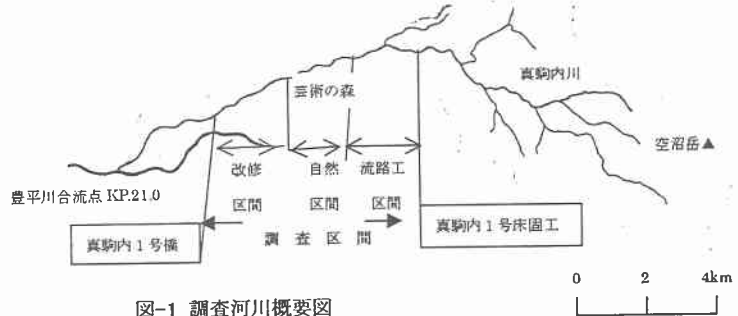 真駒内川
芸術の森
空沼岳▲
豊平川合流点 KP.21.0
改修
区間
自然
区間
流路工
区間
調査区間
真駒内1号橋
真駒内1号床固工
0 2 4km
図-1 調査河川概要図